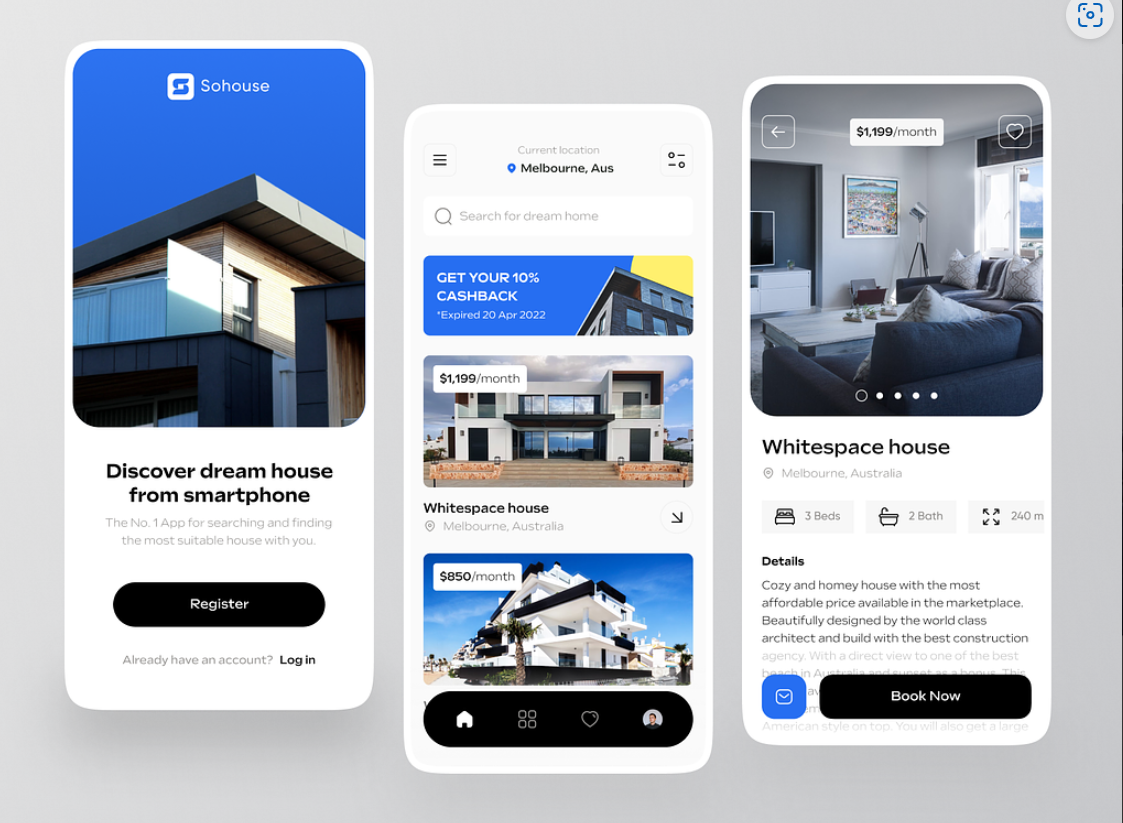 Sohouse
Discover dream house
from smartphone
The No. 1 App for searching and finding
the most suitable house with you.
Register
Already have an account? Log in
Current location
Melbourne, Aus
Search for dream home
GET YOUR 10%
CASHBACK
*Expired 20 Apr 2022
$1,199/month
Whitespace house
Melbourne, Australia
$850/month
$1,199/month
Whitespace house
Melbourne, Australia
3 Beds
2 Bath
240 m
Details
Cozy and homey house with the most
affordable price available in the marketplace.
Beautifully designed by the world class
architect and build with the best construction
agency. With a direct view to one of the best
beach in Australia and sunset as a bonus. This
Book Now
American style on top. You will also get a large